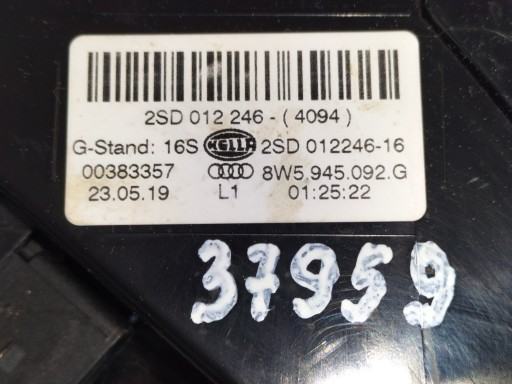 2SD 012 246 - ( 4094 )
G-Stand: 16S HELLA 2SD 012246-16
00383357 8W5.945.092.G
23.05.19 L1 01:25:22
37959